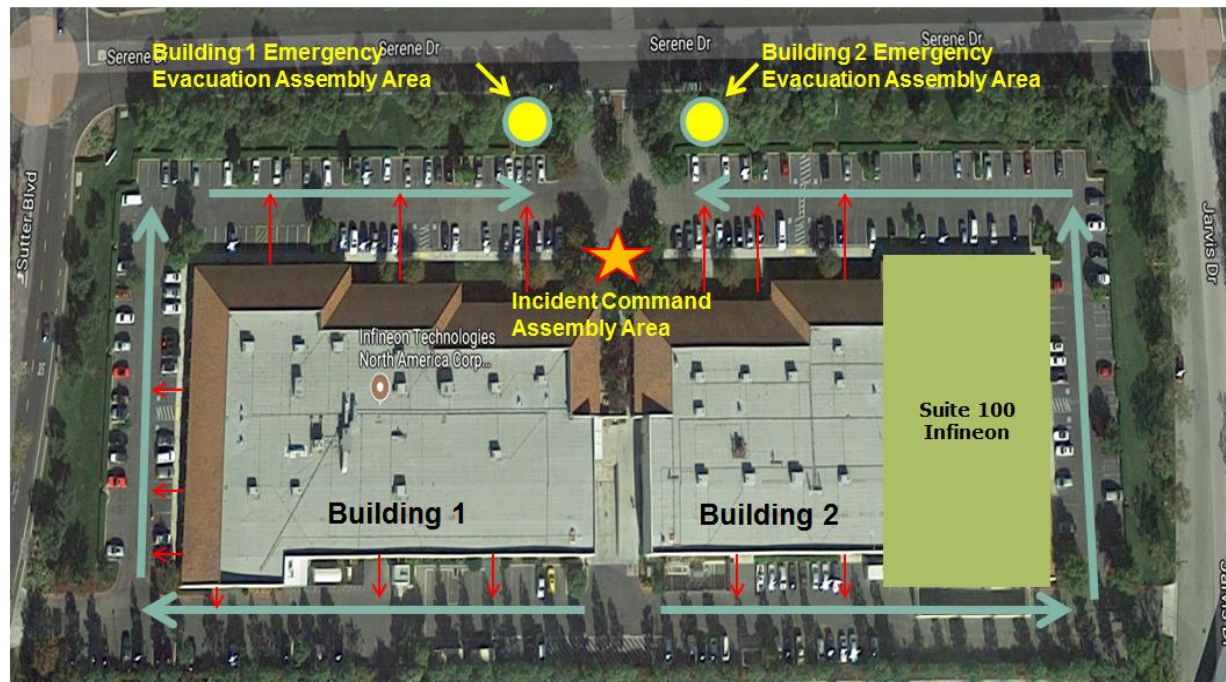 Serene Dr
Serene Dr
Serene Dr
Serene Dr
Building 1 Emergency
Evacuation Assembly Area
Building 2 Emergency
Evacuation Assembly Area
Sutter Blvd
Jarvis Dr
Incident Command
Assembly Area
Infineon Technologies
North America Corp...
Suite 100
Infineon
Building 1
Building 2